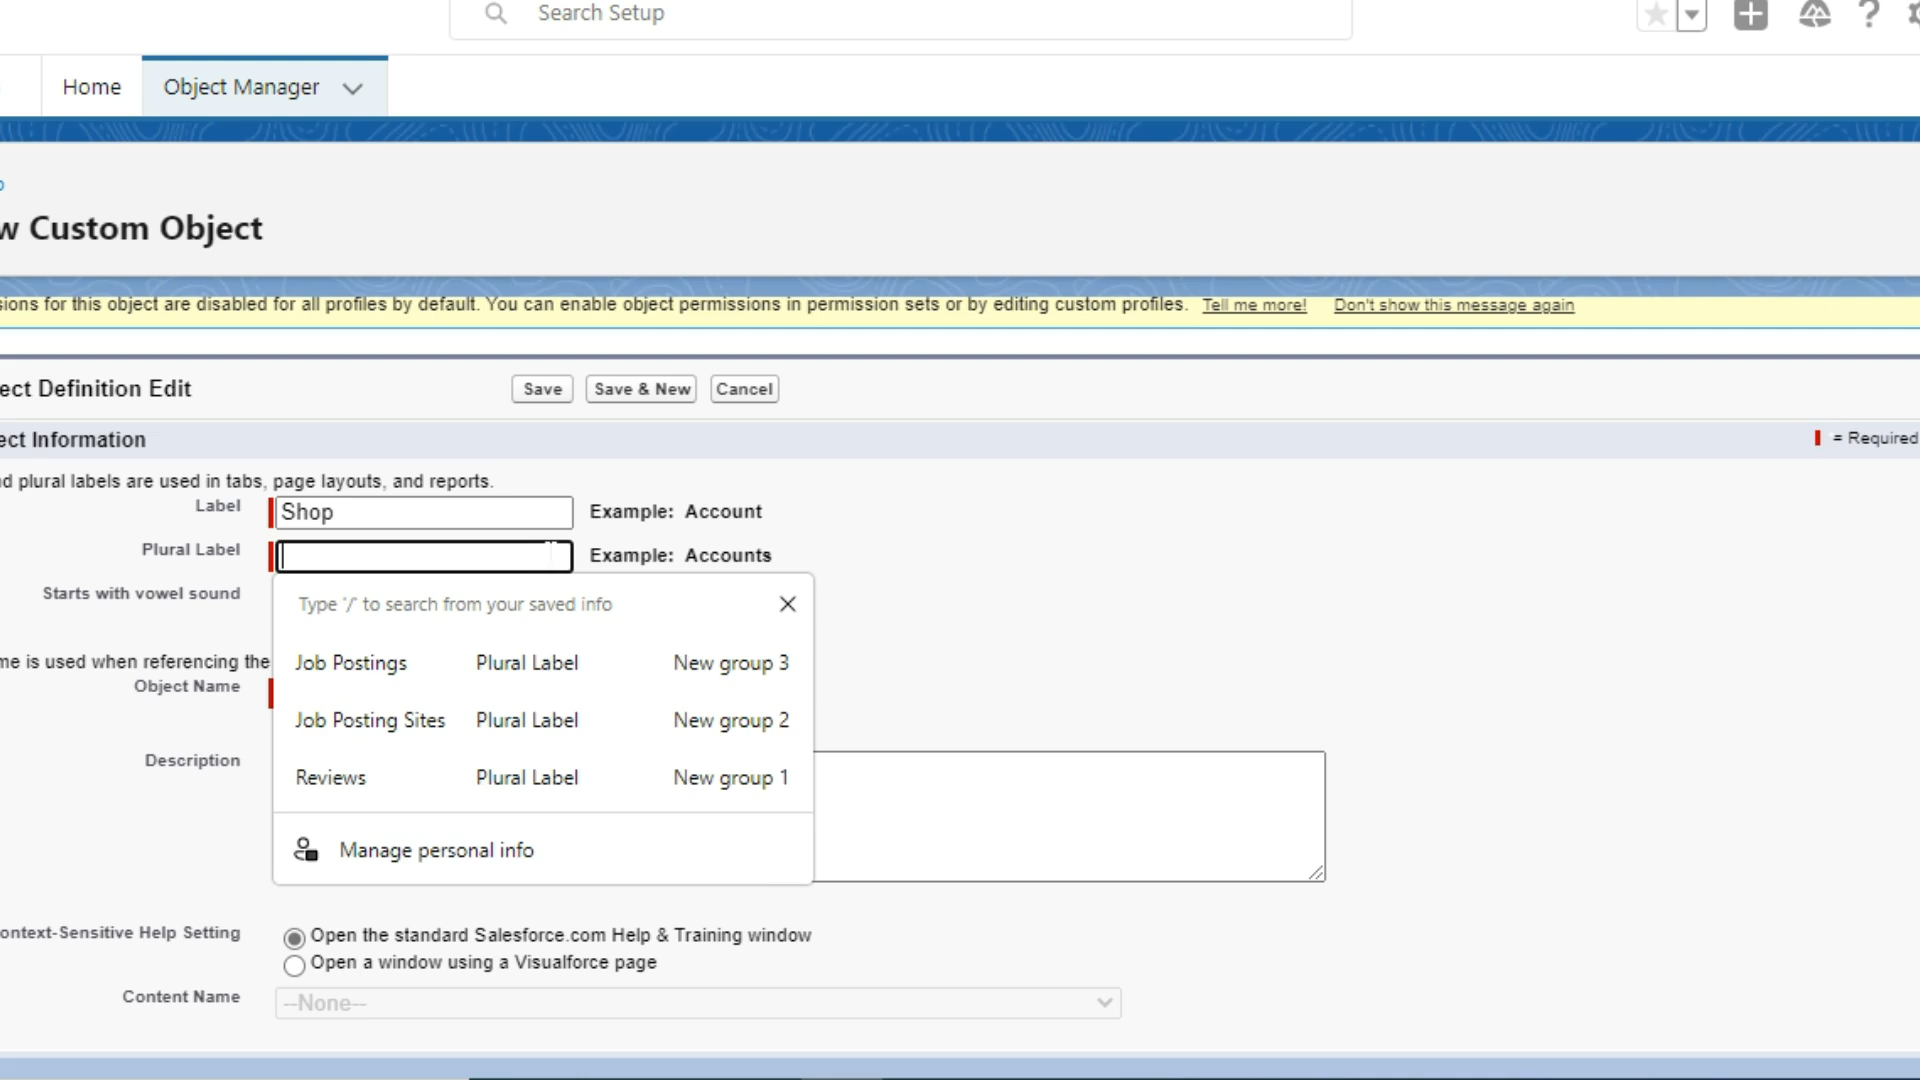 Search Setup
Home
Object Manager
w Custom Object
sions for this object are disabled for all profiles by default. You can enable object permissions in permission sets or by editing custom profiles. Tell me more! Don't show this message again
ect Definition Edit
Save
Save & New
Cancel
ect Information
= Required
d plural labels are used in tabs, page layouts, and reports.
Label
Shop
Example: Account
Plural Label
Example: Accounts
Starts with vowel sound
Type '/' to search from your saved info
Job Postings Plural Label New group 3
me is used when referencing the
Object Name
Job Posting Sites Plural Label New group 2
Description
Reviews Plural Label New group 1
Manage personal info
ontext-Sensitive Help Setting
Open the standard Salesforce.com Help & Training window
Open a window using a Visualforce page
Content Name
--None--